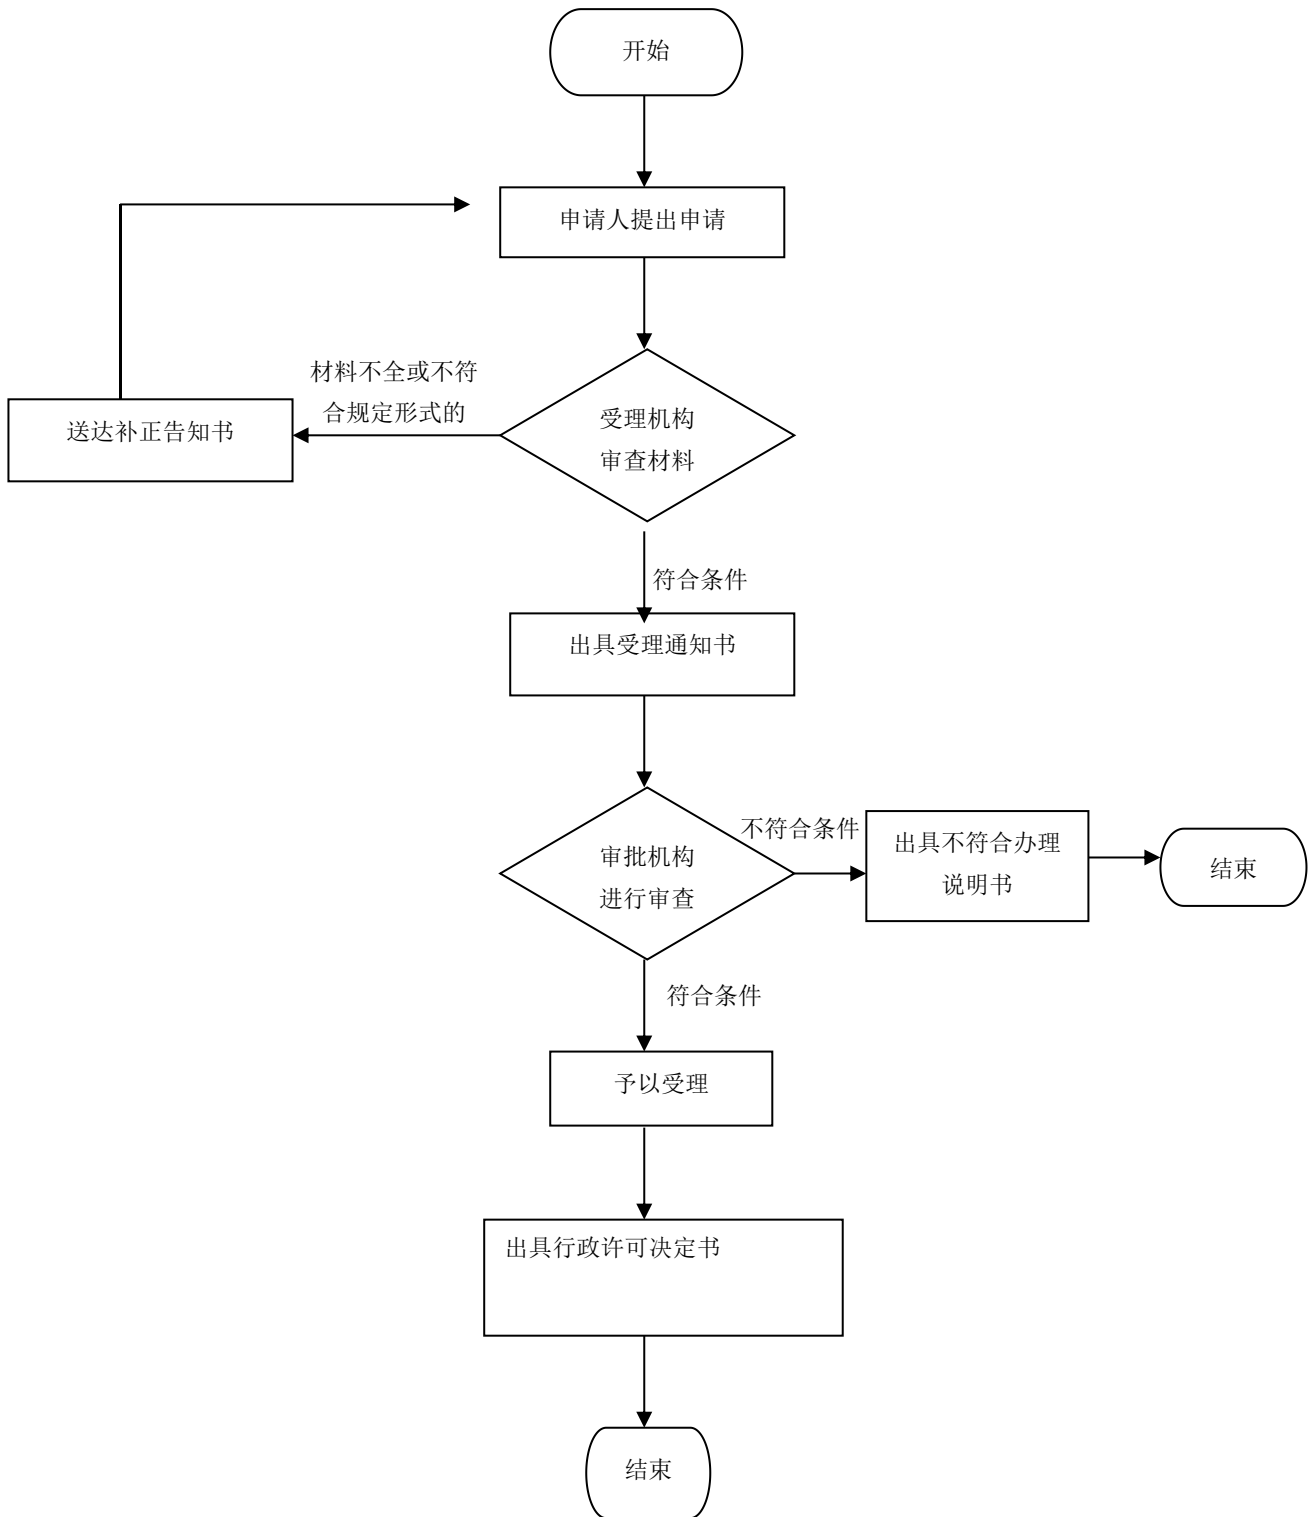 开始
申请人提出申请
材料不全或不符
合规定形式的
送达补正告知书
受理机构
审查材料
符合条件
出具受理通知书
审批机构
进行审查
不符合条件
出具不符合办理
说明书
结束
符合条件
予以受理
出具行政许可决定书
结束